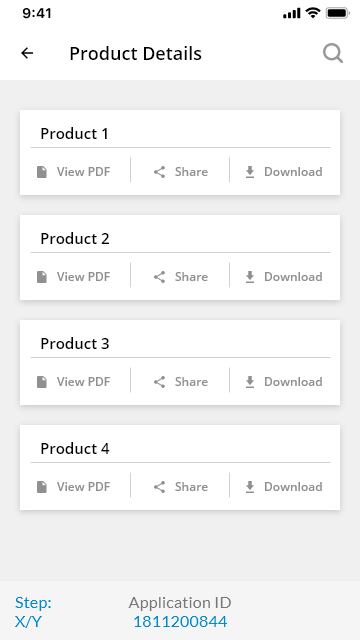 9:41
Product Details
Product 1
View PDF Share Download
Product 2
View PDF Share Download
Product 3
View PDF Share Download
Product 4
View PDF Share Download
Step: Application ID
X/Y 1811200844